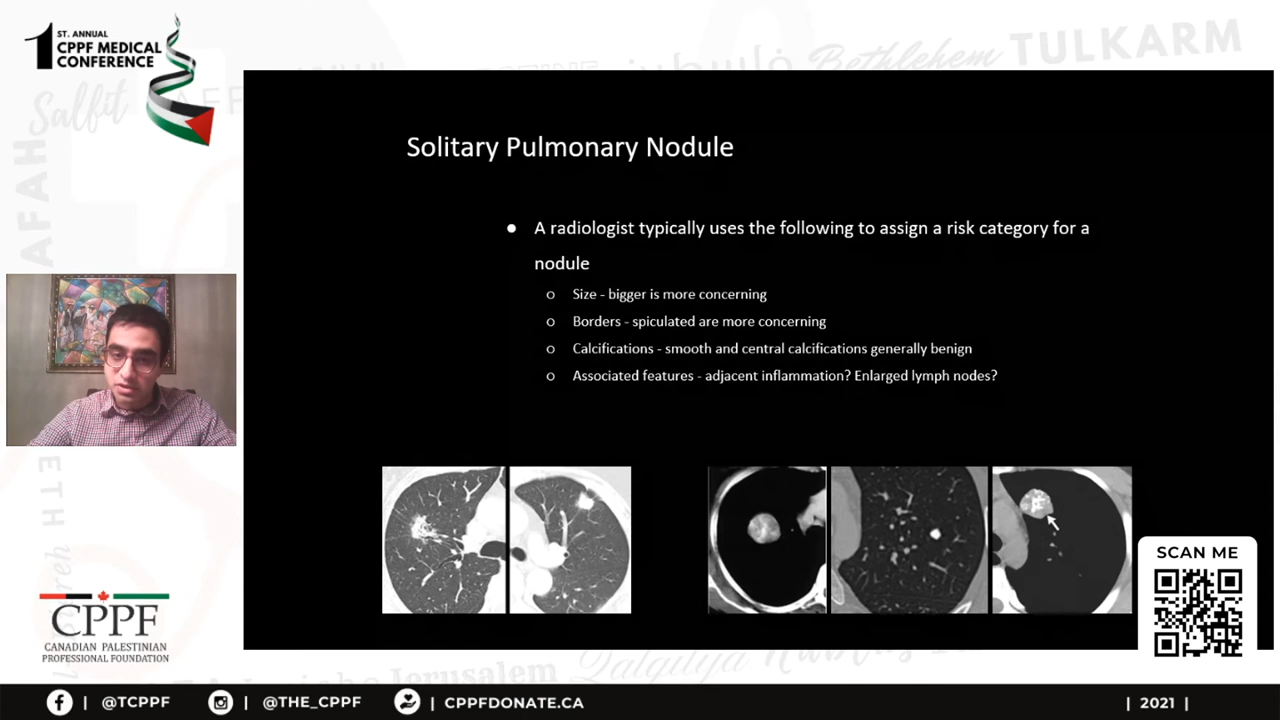 1
ST. ANNUAL
CPPF MEDICAL
CONFERENCE
TULKARM
Bethlehem
Salfit
AFAH
Solitary Pulmonary Nodule
● A radiologist typically uses the following to assign a risk category for a
nodule
o Size - bigger is more concerning
o Borders - spiculated are more concerning
o Calcifications - smooth and central calcifications generally benign
o Associated features - adjacent inflammation? Enlarged lymph nodes?
SCAN ME
CPPF
CANADIAN PALESTINIAN
PROFESSIONAL FOUNDATION
Jerusalem
Qalqilya
| @TCPPF
| @THE_CPPF
| CPPFDONATE.CA
| 2021 |